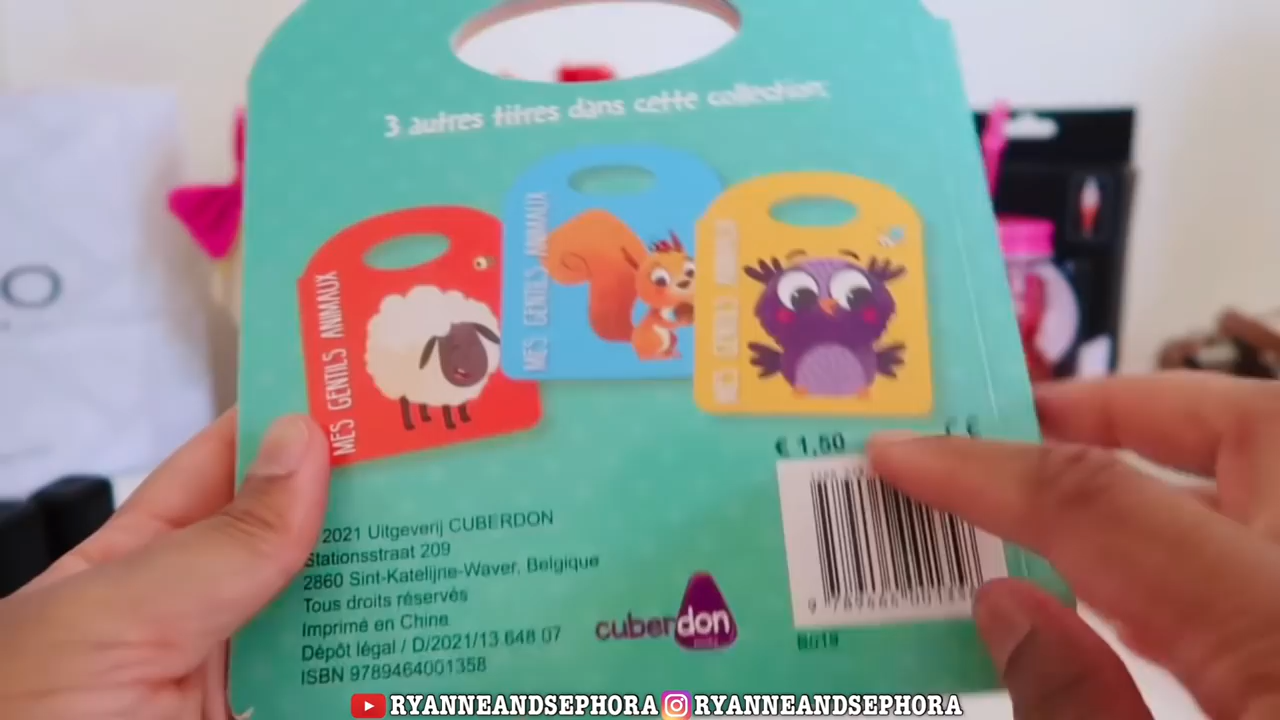 3 autres titres dans cette collection:
MES GENTILS ANIMAUX
MES GENTILS ANIMAUX
MES GENTILS ANIMAUX
€ 1,50
2021 Uitgeverij CUBERDON
Stationsstraat 209
2860 Sint-Katelijne-Waver, Belgique
Tous droits réservés
Imprimé en Chine
Dépôt légal / D/2021/13 648 07
ISBN 9789464001358
cuberdon
RYANNEANDSEPHORA RYANNEANDSEPHORA